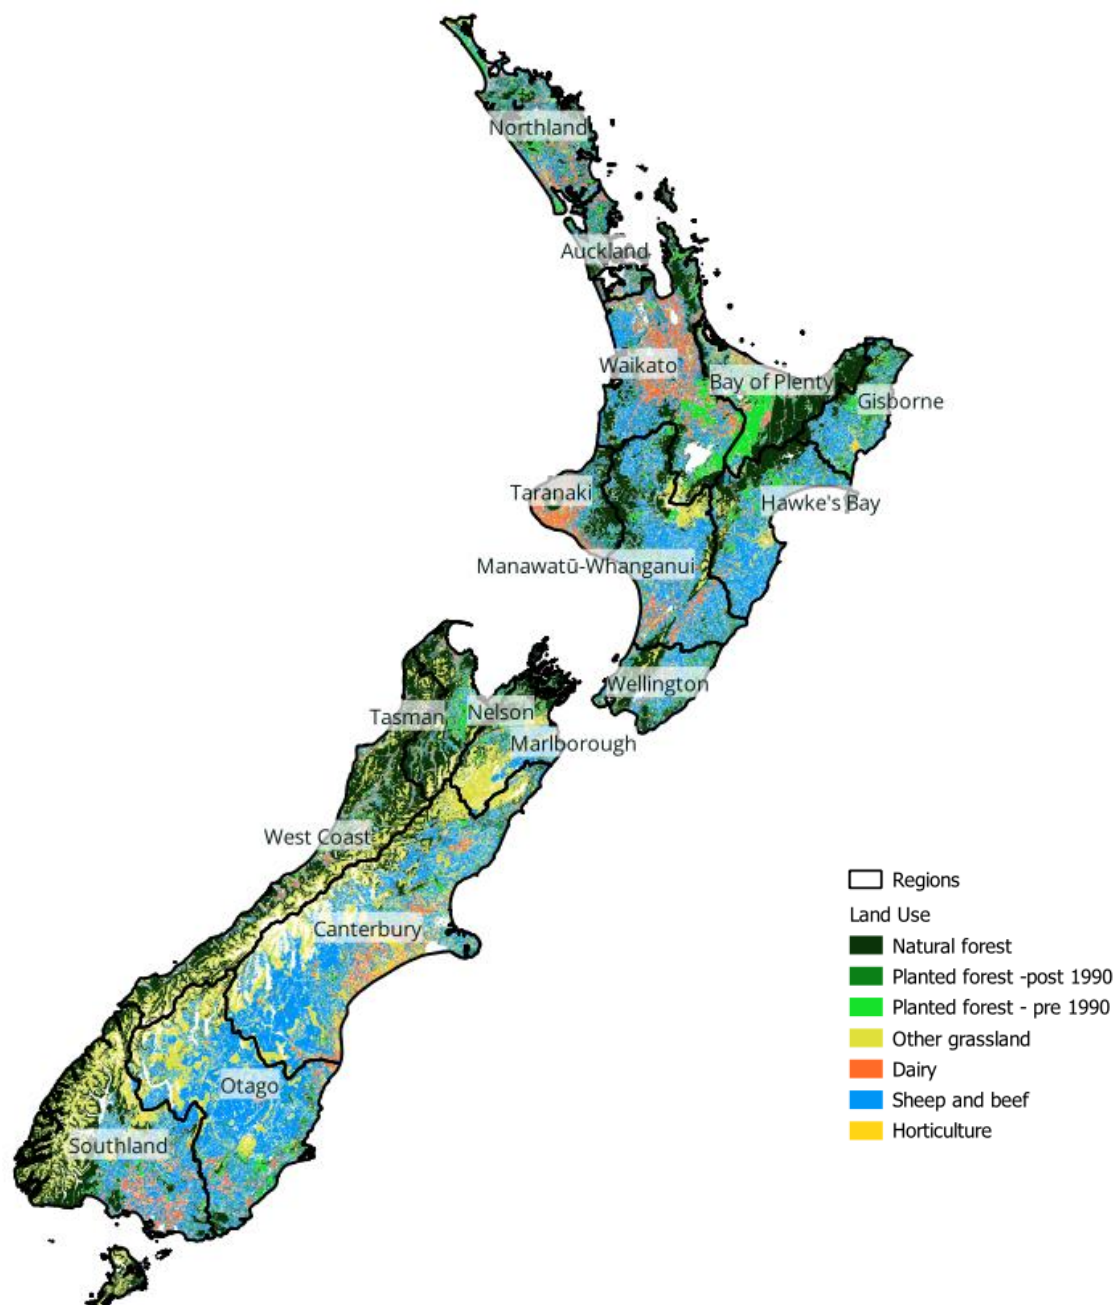 Northland
Auckland
Waikato
Bay of Plenty
Gisborne
Taranaki
Hawke's Bay
Manawatū-Whanganui
Wellington
Tasman
Nelson
Marlborough
West Coast
Canterbury
Otago
Southland
Regions
Land Use
Natural forest
Planted forest -post 1990
Planted forest - pre 1990
Other grassland
Dairy
Sheep and beef
Horticulture